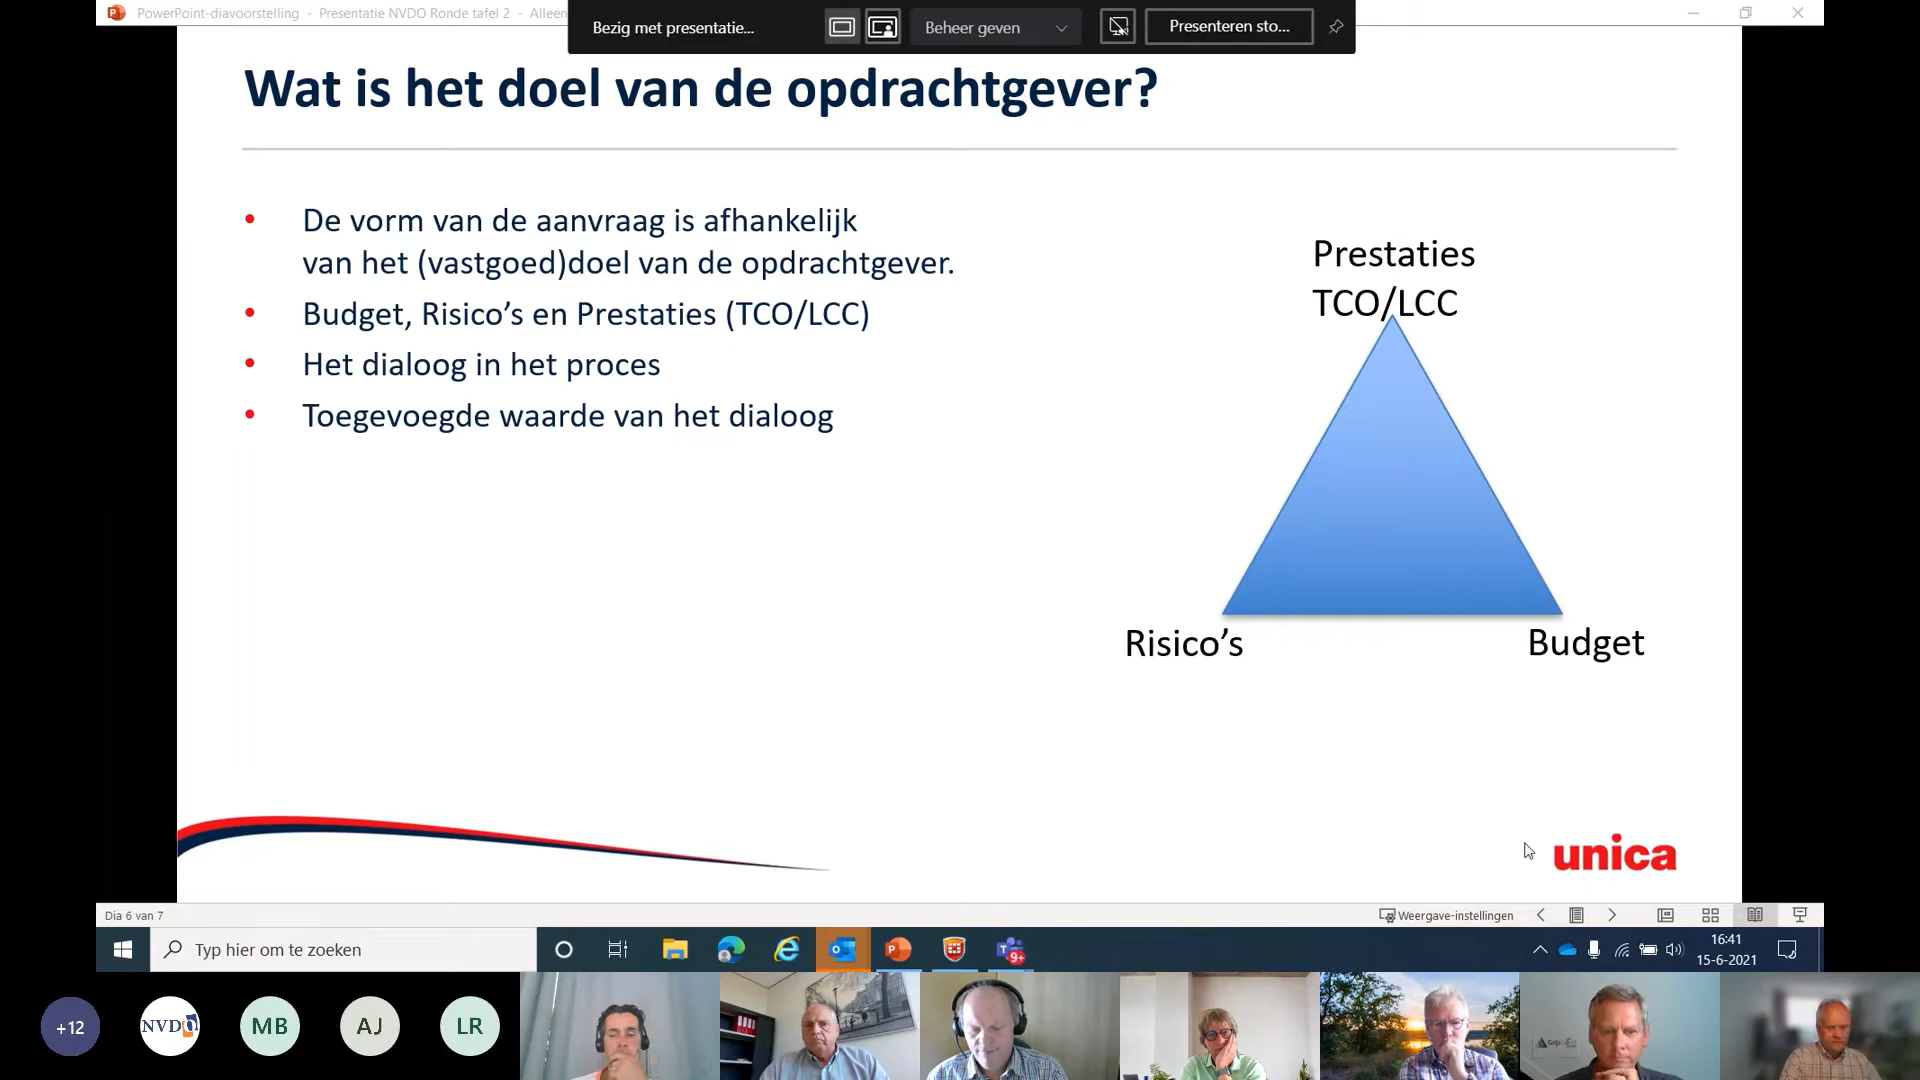 PowerPoint-diavoorstelling - Presentatie NVDO Ronde tafel 2 - Alleen
Bezig met presentatie...
Beheer geven
Presenteren sto...
Wat is het doel van de opdrachtgever?
• De vorm van de aanvraag is afhankelijk
van het (vastgoed)doel van de opdrachtgever.
• Budget, Risico’s en Prestaties (TCO/LCC)
• Het dialoog in het proces
• Toegevoegde waarde van het dialoog
Prestaties
TCO/LCC
Risico’s
Budget
unica
Dia 6 van 7
Weergave-instellingen
Typ hier om te zoeken
9+
16:41
15-6-2021
+12
NVDO
MB
AJ
LR